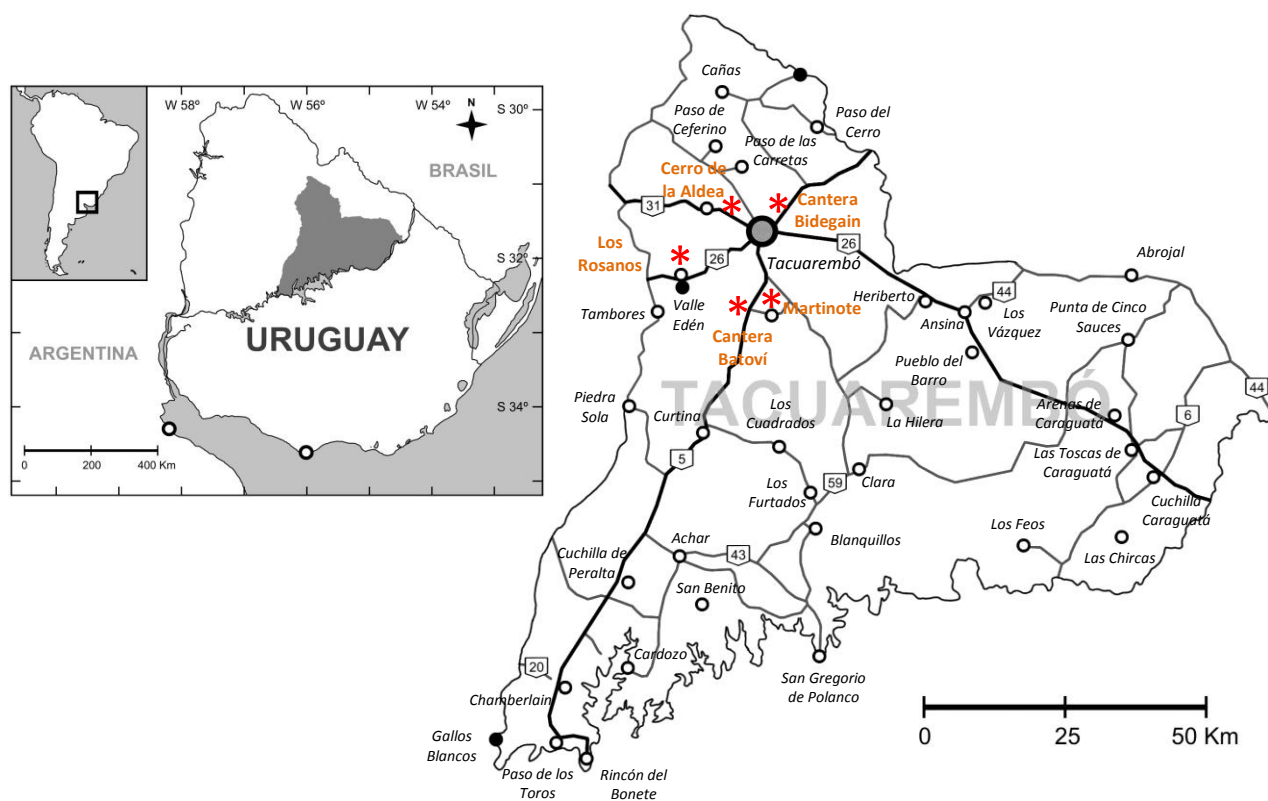 W 58º
W 56º
W 54º
S 30º
N
BRASIL
S 32º
ARGENTINA
URUGUAY
S 34º
0
200
400 Km
Cañas
Paso de
Ceferino
Paso del
Cerro
Paso de las
Carretas
Cerro de
la Aldea
Cantera
Bidegain
31
Los
Rosanos
26
26
Tacuarembó
Abrojal
Tambores
Valle
Edén
Martinote
Heriberto
44
Ansina
Los
Vázquez
Punta de Cinco
Sauces
Cantera
Batoví
Pueblo del
Barro
TACUAREMBÓ
44
Piedra
Sola
Curtina
Los
Cuadrados
La Hilera
Arenas de
Caraguatá
6
Las Toscas de
Caraguatá
5
Los
Furtados
59
Clara
Cuchilla
Caraguatá
Achar
43
Blanquillos
Los Feos
Las Chircas
Cuchilla de
Peralta
San Benito
20
Cardozo
San Gregorio
de Polanco
Chamberlain
Gallos
Blancos
Paso de los
Toros
Rincón del
Bonete
0
25
50 Km